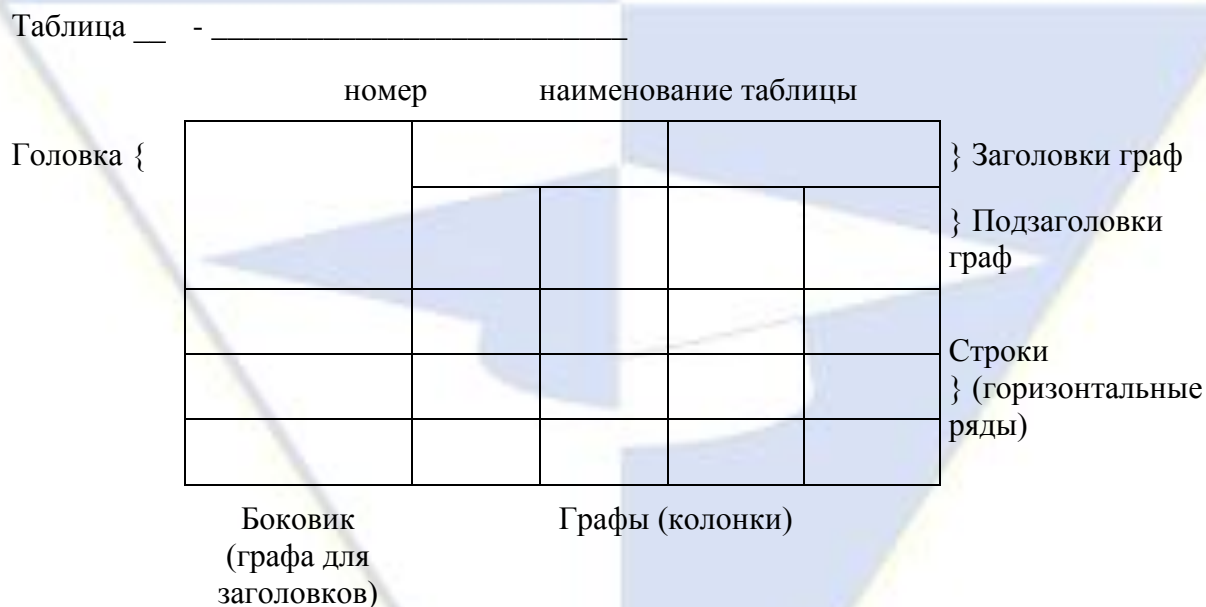 Таблица __ - __________________________
номер наименование таблицы
Головка {
} Заголовки граф
} Подзаголовки
граф
Строки
} (горизонтальные
ряды)
Боковик
(графа для
заголовков)
Графы (колонки)